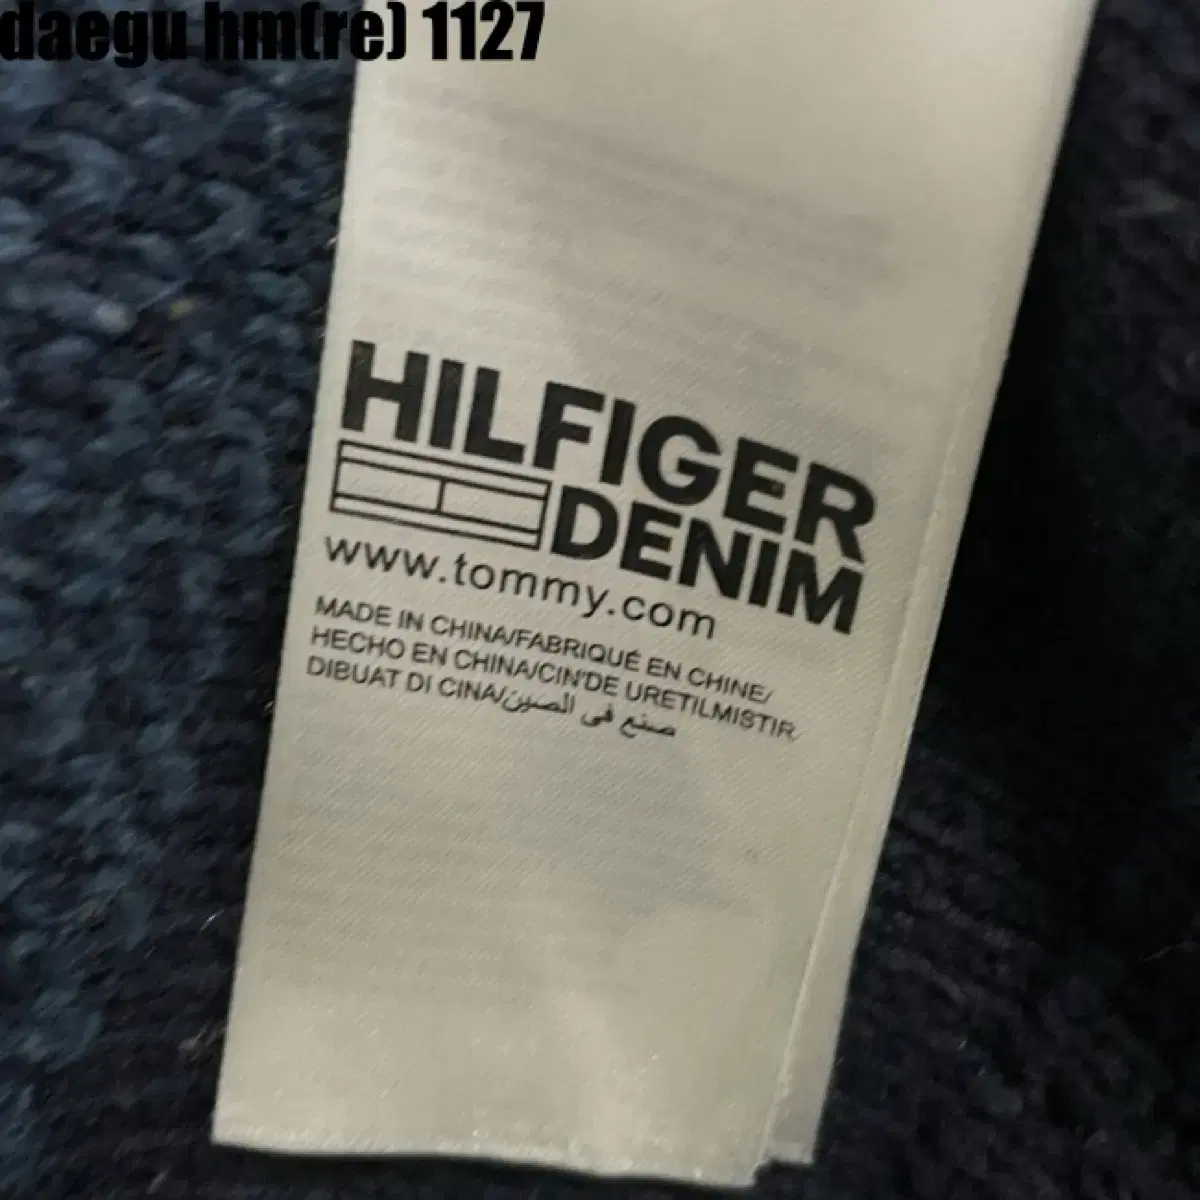 daegu hm(re) 1127
HILFIGER
DENIM
www.tommy.com
MADE IN CHINA/FABRIQUÉ EN CHINE/
HECHO EN CHINA/CIN'DE URETILMISTIR
DIBUAT DI CINA/صنع في الصين